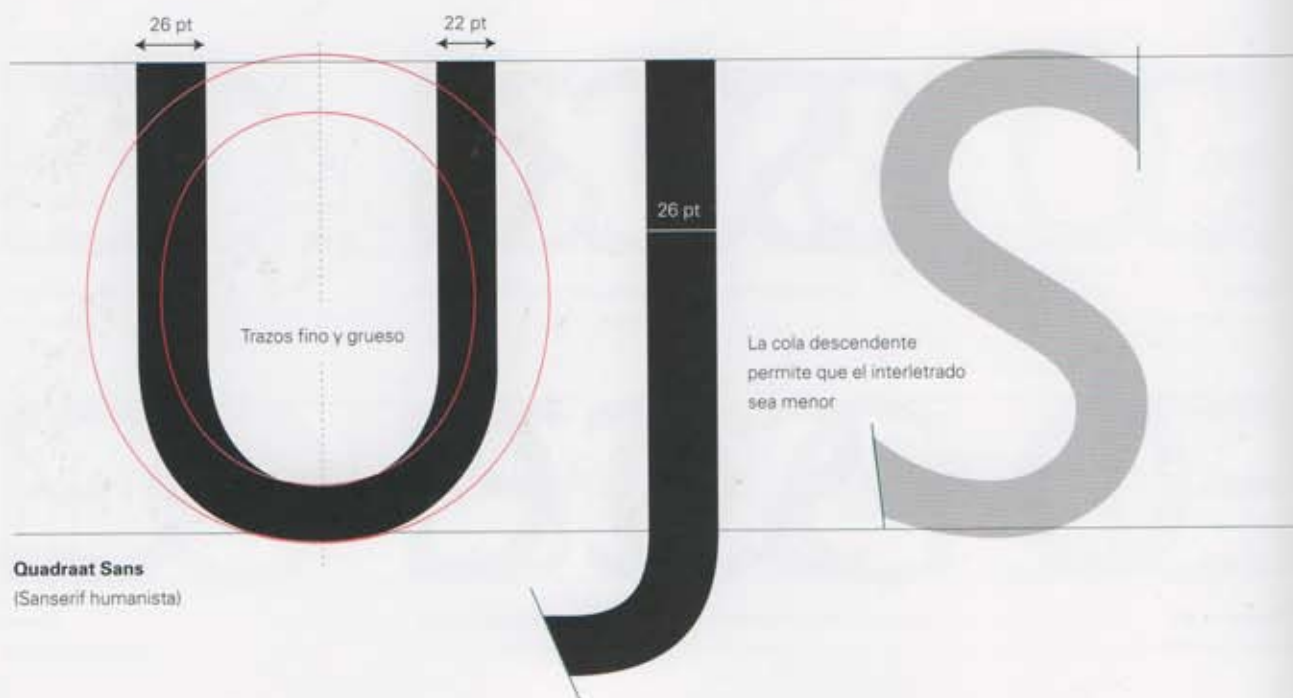 26 pt
22 pt
UJS
26 pt
Trazos fino y grueso
La cola descendente
permite que el interletrado
sea menor
Quadraat Sans
(Sanserif humanista)